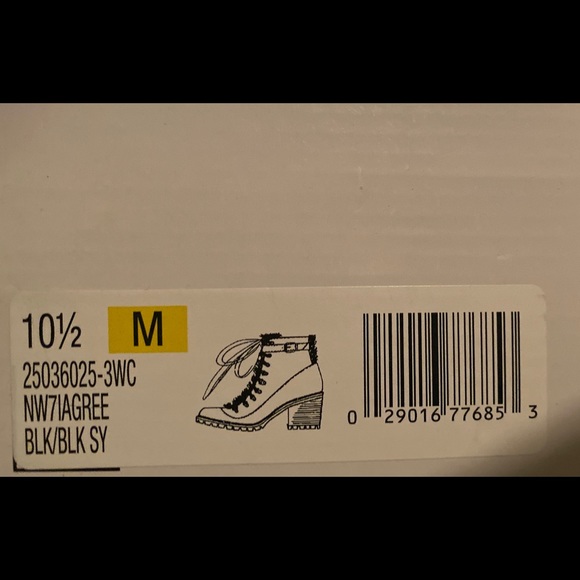 10½ M
25036025-3WC
NW7IAGREE
BLK/BLK SY
0 29016 77685 3